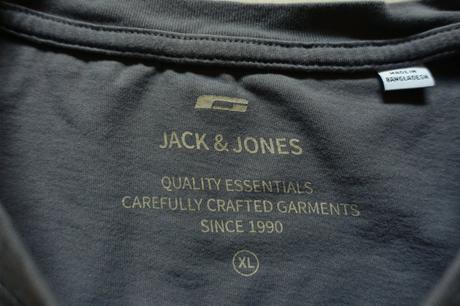 MADE IN
BANGLADESH
JACK & JONES
QUALITY ESSENTIALS
CAREFULLY CRAFTED GARMENTS
SINCE 1990
XL